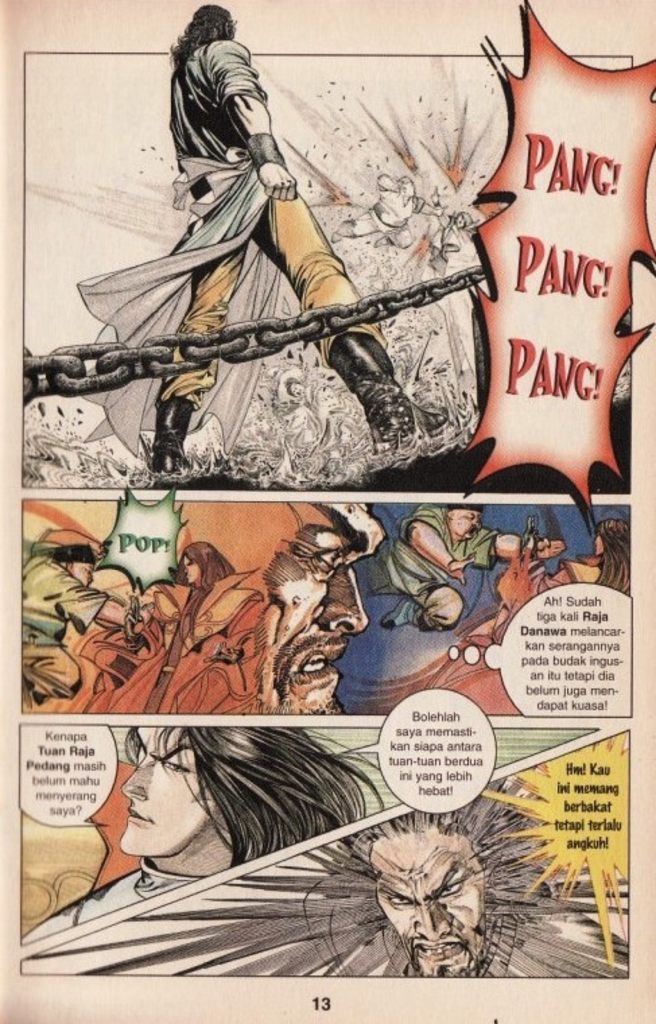 PANG!
PANG!
PANG!
POP!
Ah! Sudah
tiga kali Raja
Danawa melancar-
kan serangannya
pada budak ingus-
an itu tetapi dia
belum juga men-
dapat kuasa!
Kenapa
Tuan Raja
Pedang masih
belum mahu
menyerang
saya?
Bolehlah
saya memasti-
kan siapa antara
tuan-tuan berdua
ini yang lebih
hebat!
Hm! Kau
ini memang
berbakat
tetapi terlalu
angkuh!
13